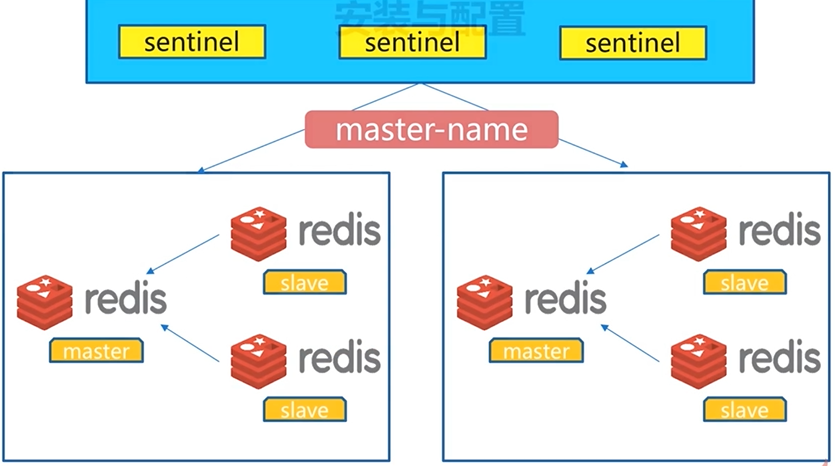 安装与配置
sentinel
sentinel
sentinel
master-name
redis
slave
redis
master
redis
slave
redis
slave
redis
master
redis
slave